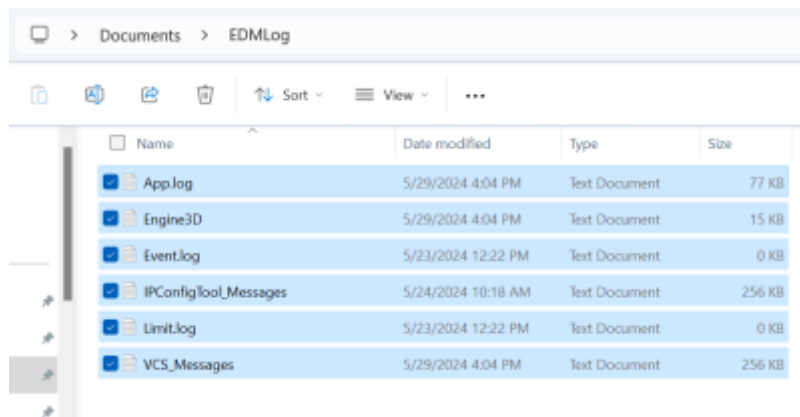 Documents > EDMLog
Sort View ...
Name Date modified Type Size
App.log 5/29/2024 4:04 PM Text Document 77 KB
Engine3D 5/29/2024 4:04 PM Text Document 15 KB
Event.log 5/23/2024 12:22 PM Text Document 0 KB
IPConfigTool_Messages 5/24/2024 10:18 AM Text Document 256 KB
Limit.log 5/23/2024 12:22 PM Text Document 0 KB
VCS_Messages 5/29/2024 4:04 PM Text Document 256 KB